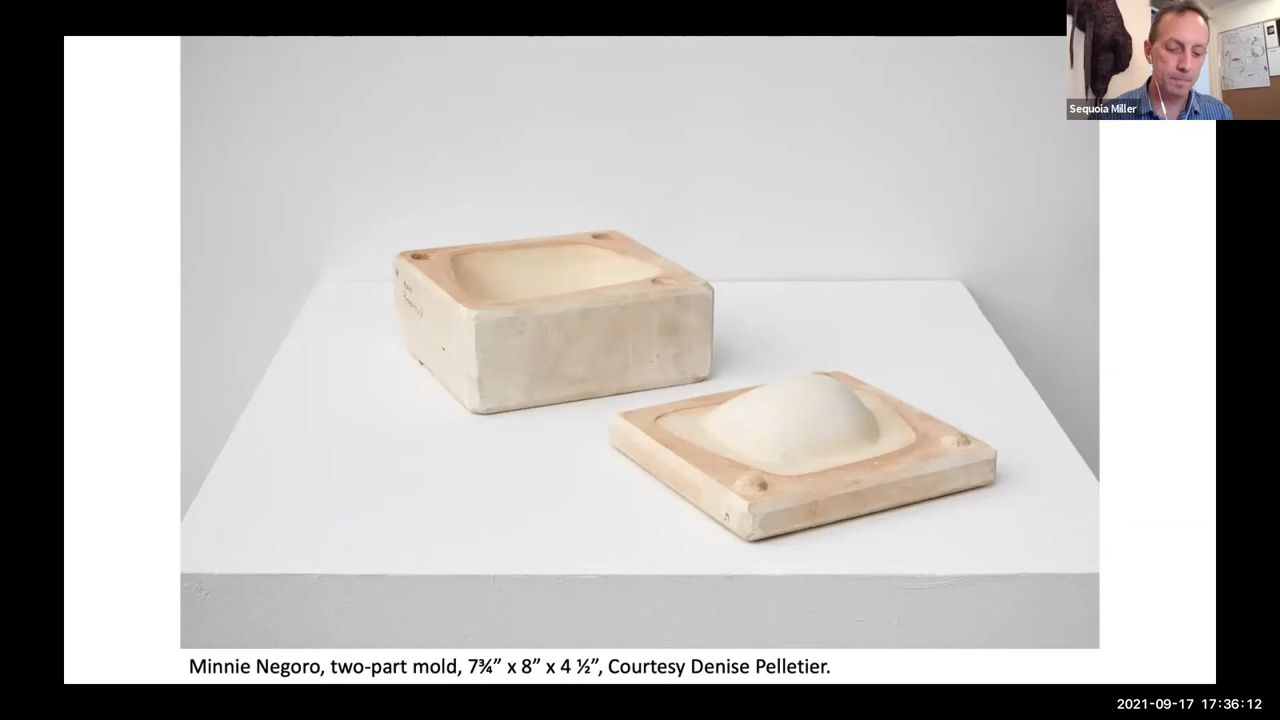 Sequoia Miller
Minnie Negoro, two-part mold, 7¾” x 8” x 4 ½”, Courtesy Denise Pelletier.
2021-09-17 17:36:12